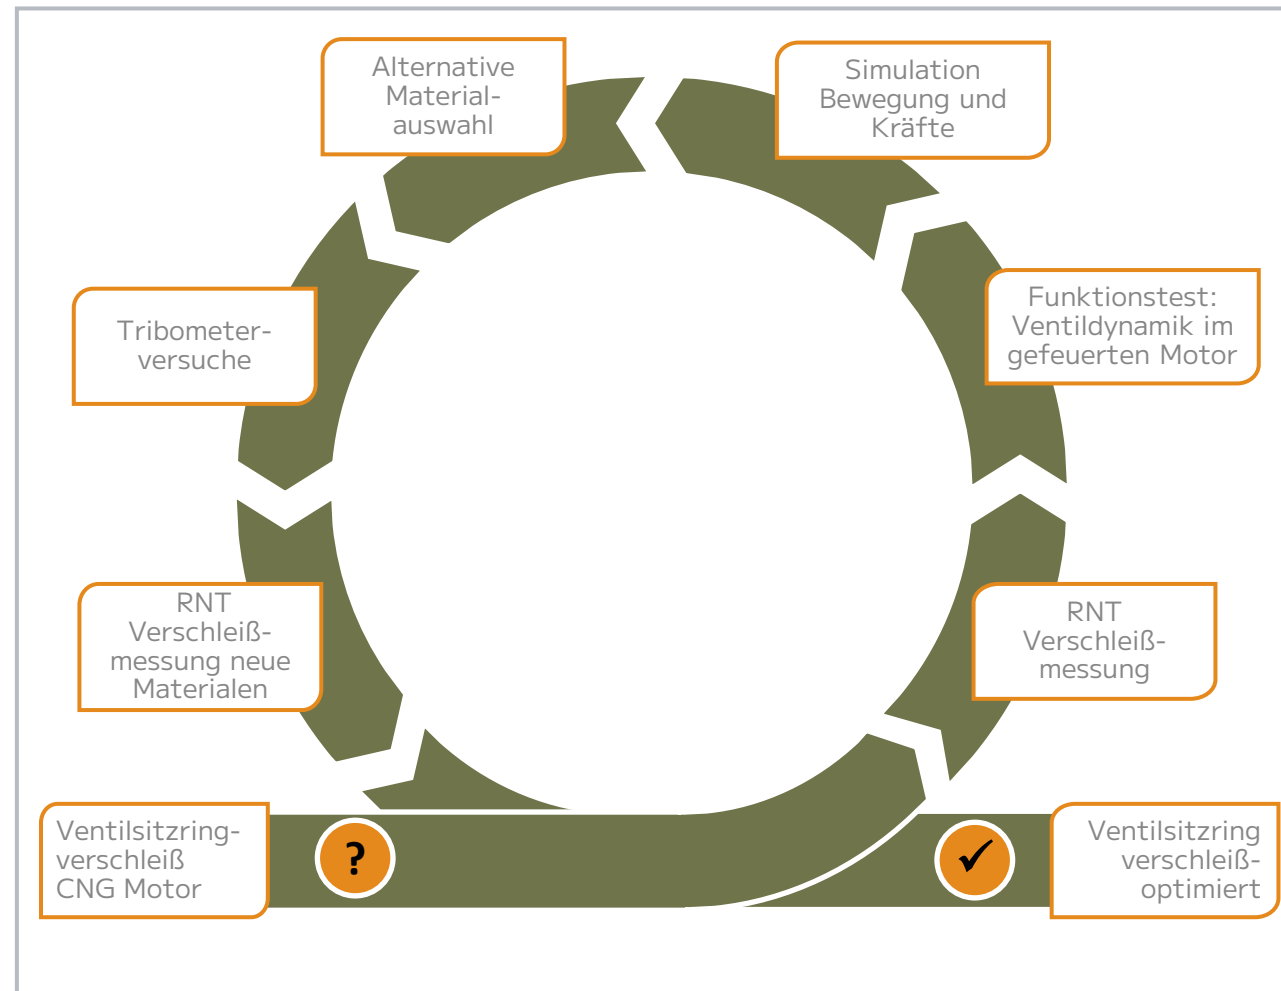 Alternative
Material-
auswahl
Simulation
Bewegung und
Kräfte
Tribometer-
versuche
Funktionstest:
Ventildynamik im
gefeuerten Motor
RNT
Verschleiß-
messung neue
Materialen
RNT
Verschleiß-
messung
Ventilsitzring-
verschleiß
CNG Motor
?
✓
Ventilsitzring
verschleiß-
optimiert